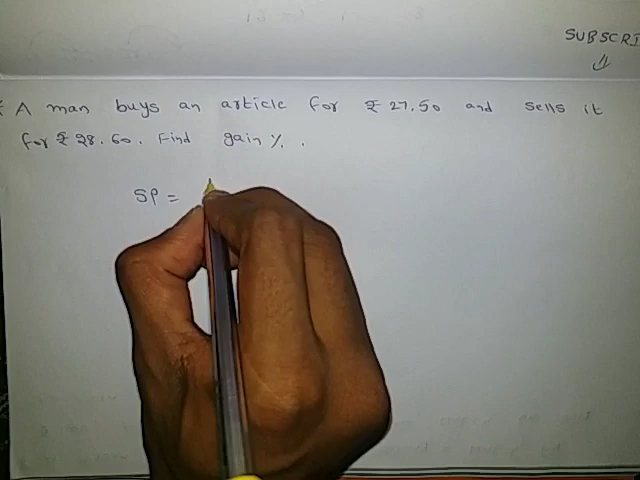 SUBSCRI
A man buys an article for ₹ 27.50 and sells it
for ₹ 28.60. Find gain %.
SP =